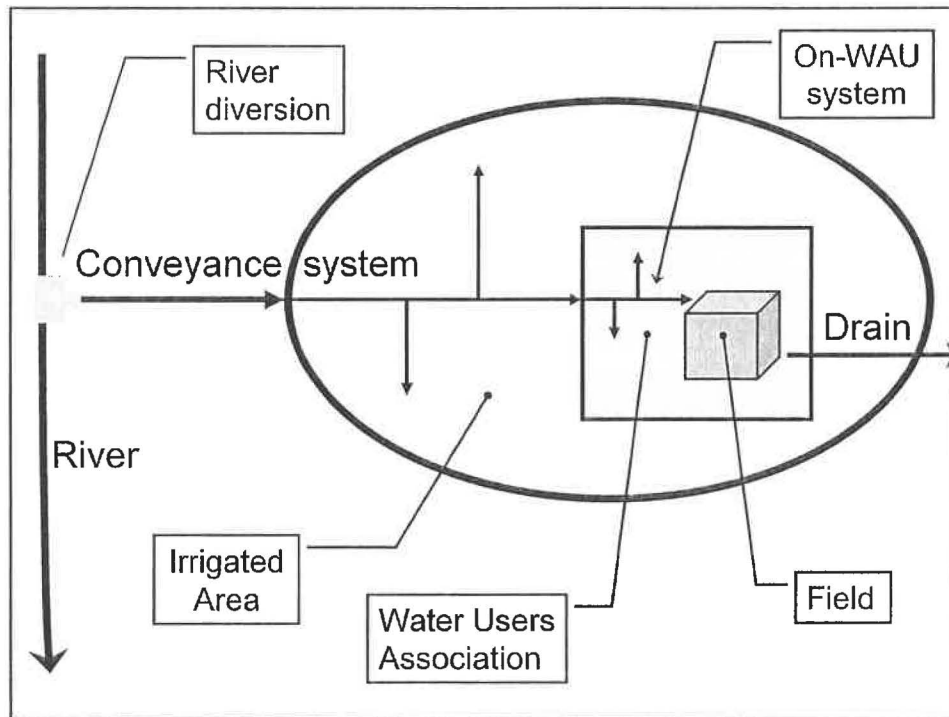 River
diversion
On-WAU
system
Conveyance system
Drain
River
Irrigated
Area
Water Users
Association
Field